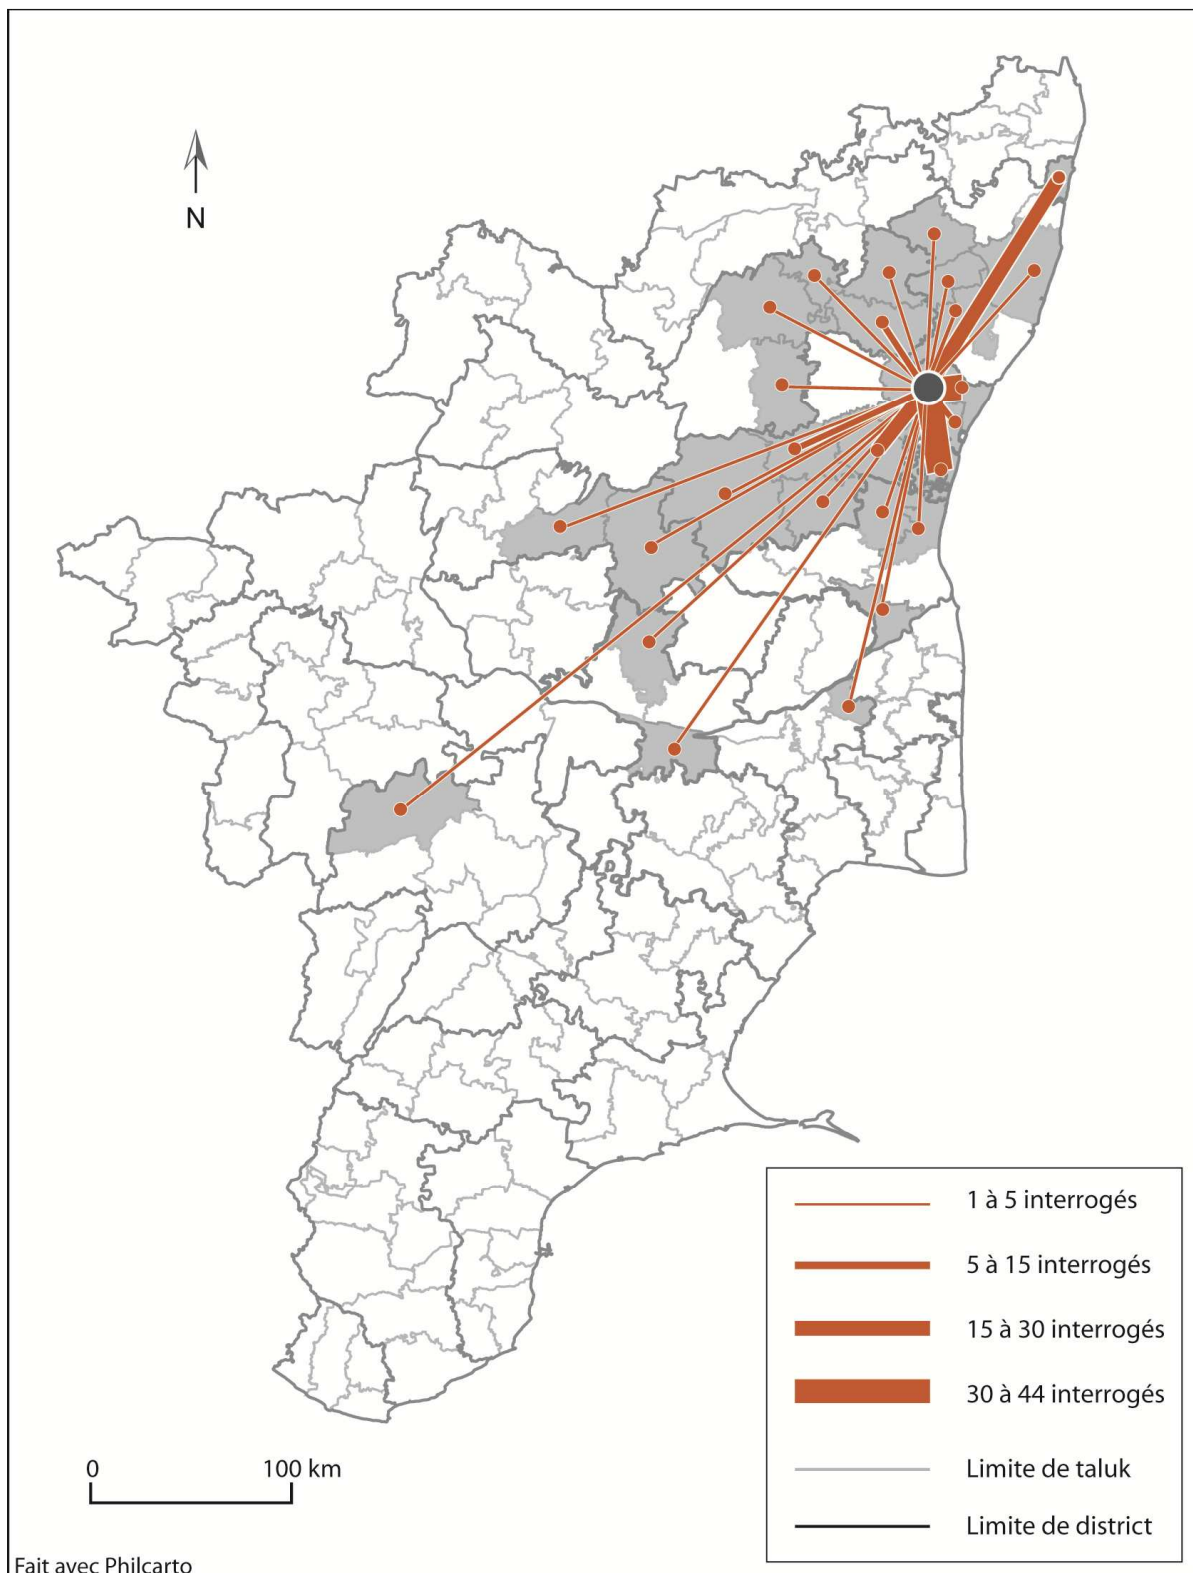 N
1 à 5 interrogés
5 à 15 interrogés
15 à 30 interrogés
30 à 44 interrogés
Limite de taluk
Limite de district
0 100 km
Fait avec Philcarto